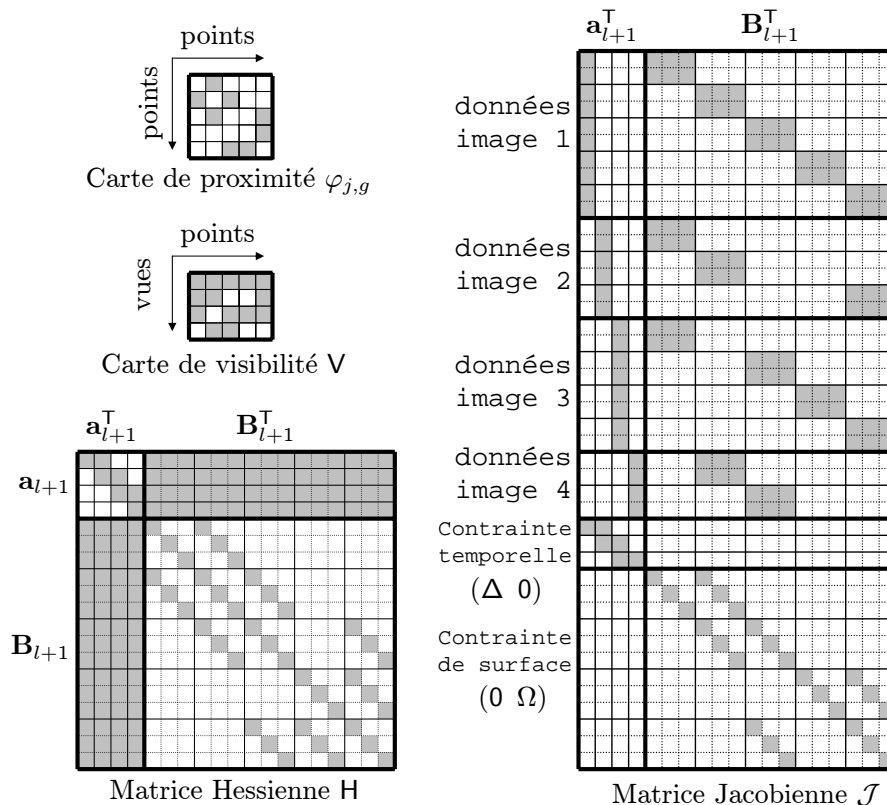 points
points
Carte de proximité φ_{j,g}
points
vues
Carte de visibilité V
a^T_{l+1} B^T_{l+1}
a_{l+1}
B_{l+1}
Matrice Hessienne H
a^T_{l+1} B^T_{l+1}
données
image 1
données
image 2
données
image 3
données
image 4
Contrainte
temporelle
(Δ 0)
Contrainte
de surface
(0 Ω)
Matrice Jacobienne 𝒥